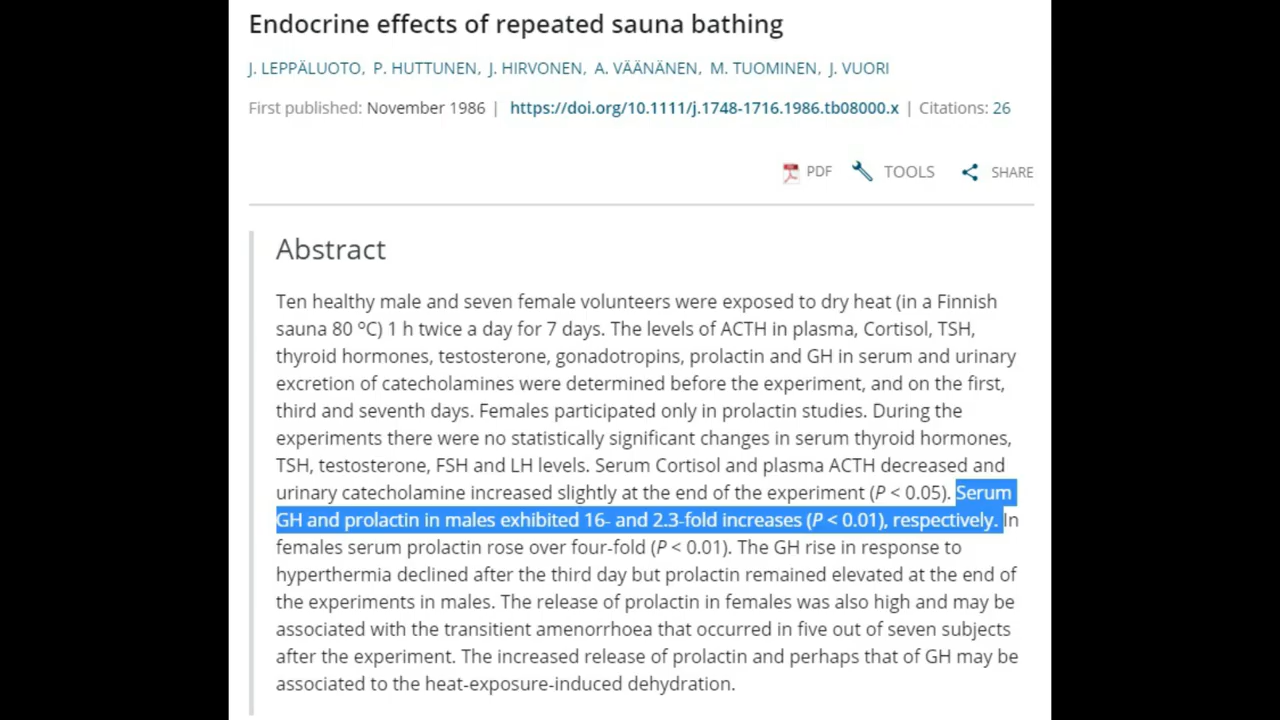 Endocrine effects of repeated sauna bathing
J. LEPPÄLUOTO, P. HUTTUNEN, J. HIRVONEN, A. VÄÄNÄNEN, M. TUOMINEN, J. VUORI
First published: November 1986 | https://doi.org/10.1111/j.1748-1716.1986.tb08000.x | Citations: 26
PDF TOOLS SHARE
Abstract
Ten healthy male and seven female volunteers were exposed to dry heat (in a Finnish
sauna 80 °C) 1 h twice a day for 7 days. The levels of ACTH in plasma, Cortisol, TSH,
thyroid hormones, testosterone, gonadotropins, prolactin and GH in serum and urinary
excretion of catecholamines were determined before the experiment, and on the first,
third and seventh days. Females participated only in prolactin studies. During the
experiments there were no statistically significant changes in serum thyroid hormones,
TSH, testosterone, FSH and LH levels. Serum Cortisol and plasma ACTH decreased and
urinary catecholamine increased slightly at the end of the experiment (P < 0.05). Serum
GH and prolactin in males exhibited 16- and 2.3-fold increases (P < 0.01), respectively. In
females serum prolactin rose over four-fold (P < 0.01). The GH rise in response to
hyperthermia declined after the third day but prolactin remained elevated at the end of
the experiments in males. The release of prolactin in females was also high and may be
associated with the transitient amenorrhoea that occurred in five out of seven subjects
after the experiment. The increased release of prolactin and perhaps that of GH may be
associated to the heat-exposure-induced dehydration.